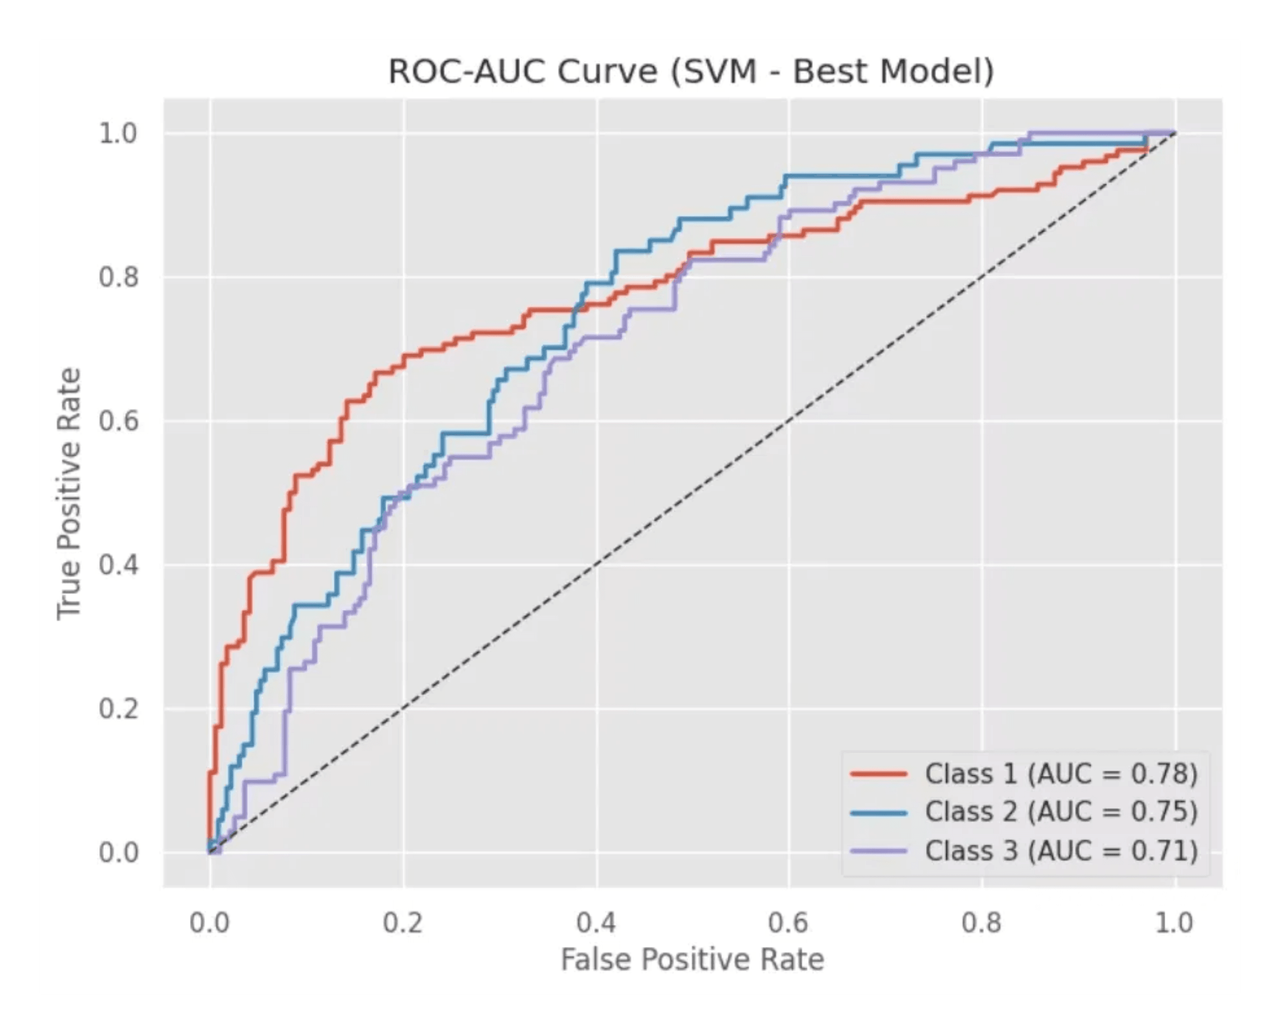 ROC-AUC Curve (SVM - Best Model)
True Positive Rate
1.0
0.8
0.6
0.4
0.2
0.0
Class 1 (AUC = 0.78)
Class 2 (AUC = 0.75)
Class 3 (AUC = 0.71)
0.0 0.2 0.4 0.6 0.8 1.0
False Positive Rate